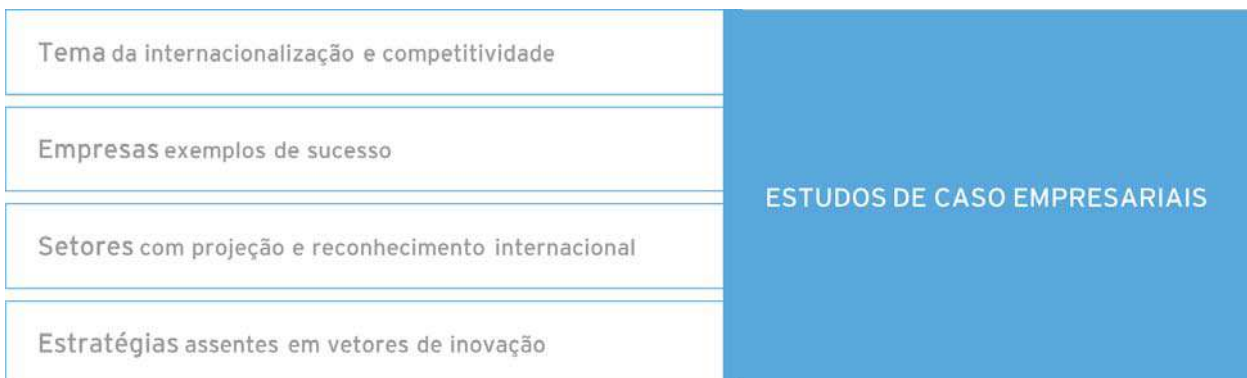 Tema da internacionalização e competitividade
Empresas exemplos de sucesso
Setores com projeção e reconhecimento internacional
Estratégias assentes em vetores de inovação
ESTUDOS DE CASO EMPRESARIAIS